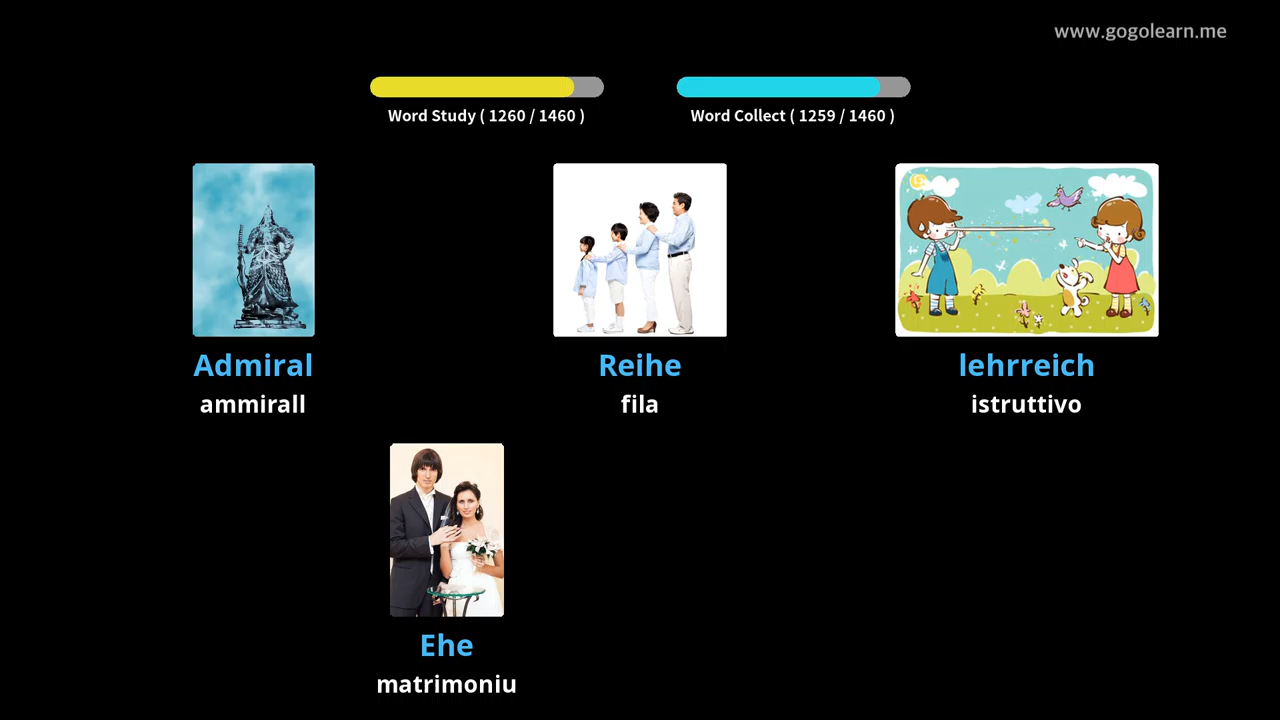 www.gogolearn.me
Word Study ( 1260 / 1460 )
Word Collect ( 1259 / 1460 )
Admiral
ammirall
Reihe
fila
lehrreich
istruttivo
Ehe
matrimoniu